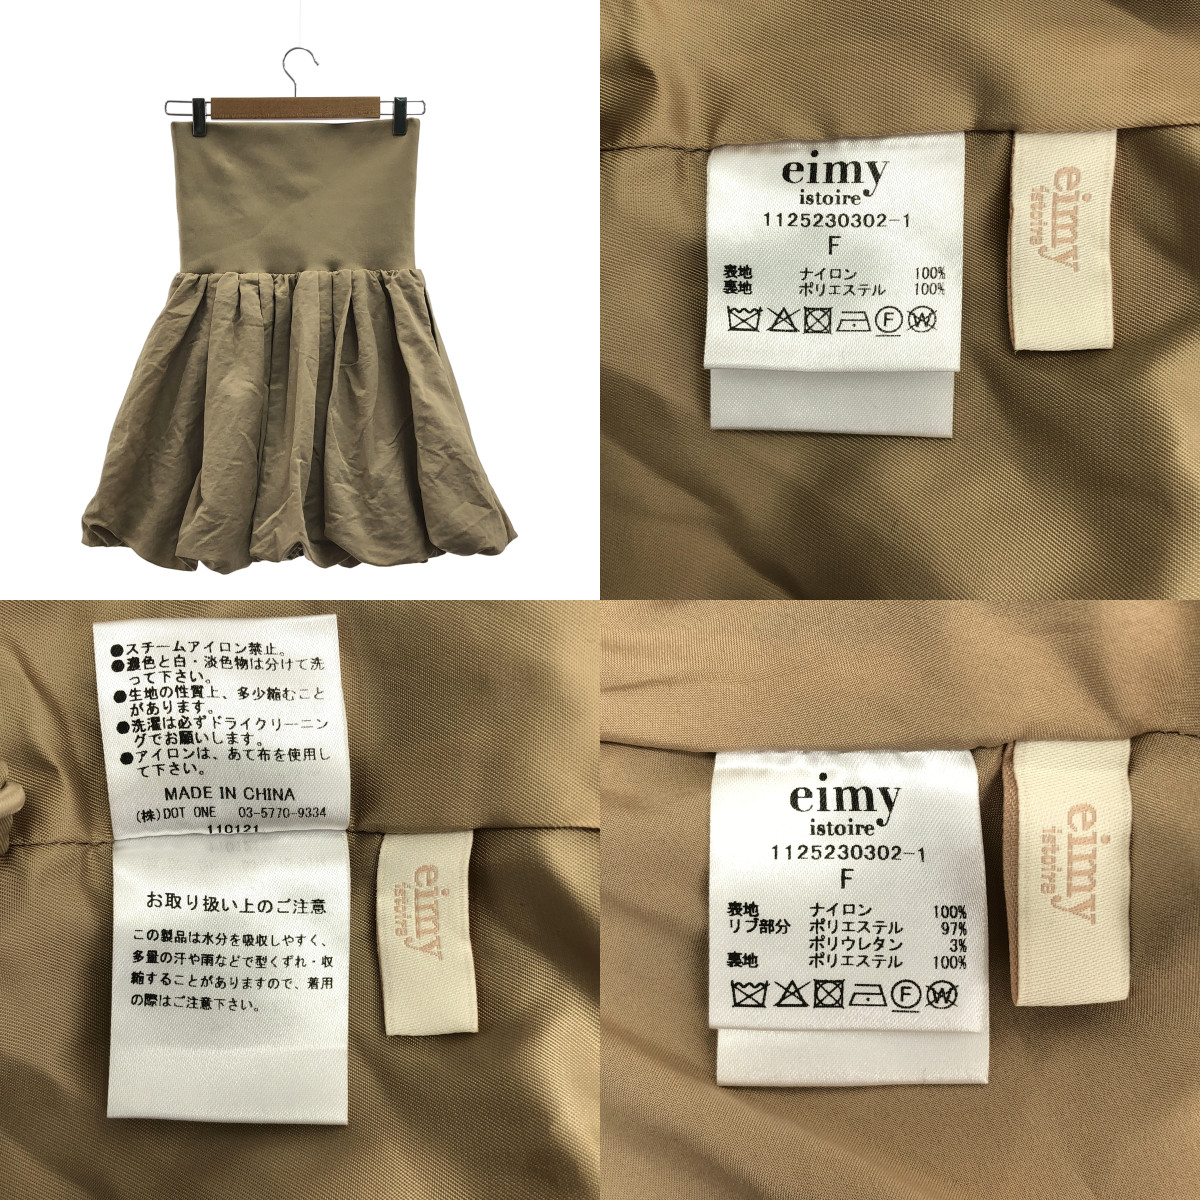 eimy
istoire
1125230302-1
F
表地 ナイロン 100%
裏地 ポリエステル 100%
F
W
eimy
istoire
●スチームアイロン禁止。
●濃色と白・淡色物は分けて洗
って下さい。
●生地の性質上、多少縮むこと
があります。
●洗濯は必ずドライクリーニン
グでお願いします。
●アイロンは、あて布を使用し
て下さい。
MADE IN CHINA
(株)DOT ONE 03-5770-9334
110121
お取り扱い上のご注意
この製品は水分を吸収しやすく、
多量の汗や雨などで型くずれ・収
縮することがありますので、着用
の際はご注意下さい。
eimy
istoire
eimy
istoire
1125230302-1
F
表地 ナイロン 100%
リブ部分 ポリエステル 97%
ポリウレタン 3%
裏地 ポリエステル 100%
F
W
eimy
istoire